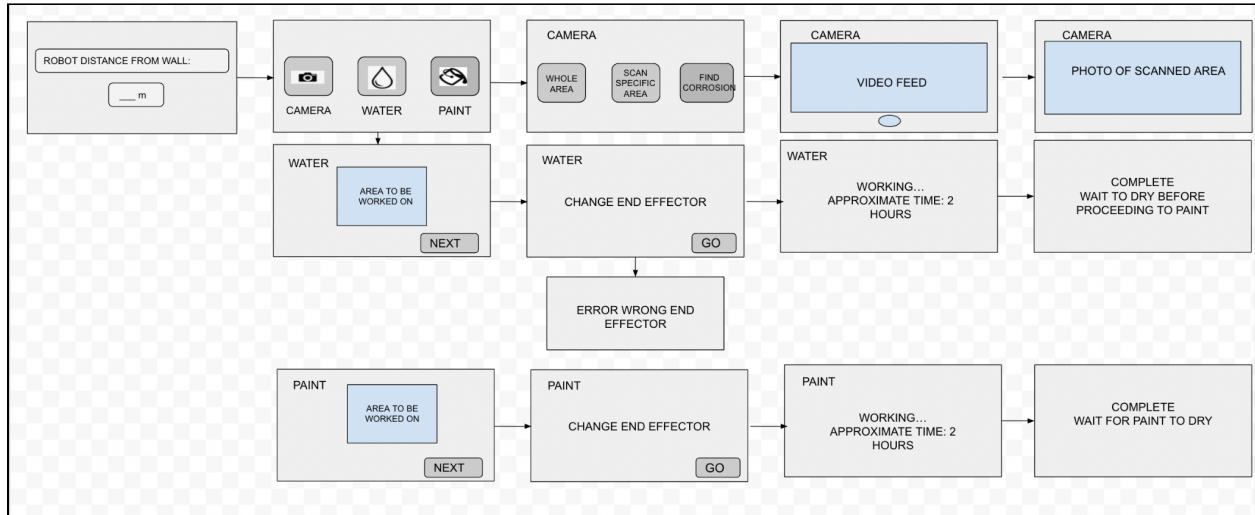 ROBOT DISTANCE FROM WALL:
___ m
CAMERA
WATER
PAINT
CAMERA
WHOLE
AREA
SCAN
SPECIFIC
AREA
FIND
CORROSION
CAMERA
VIDEO FEED
CAMERA
PHOTO OF SCANNED AREA
WATER
AREA TO BE
WORKED ON
NEXT
WATER
CHANGE END EFFECTOR
GO
WATER
WORKING...
APPROXIMATE TIME: 2
HOURS
COMPLETE
WAIT TO DRY BEFORE
PROCEEDING TO PAINT
ERROR WRONG END
EFFECTOR
PAINT
AREA TO BE
WORKED ON
NEXT
PAINT
CHANGE END EFFECTOR
GO
PAINT
WORKING...
APPROXIMATE TIME: 2
HOURS
COMPLETE
WAIT FOR PAINT TO DRY